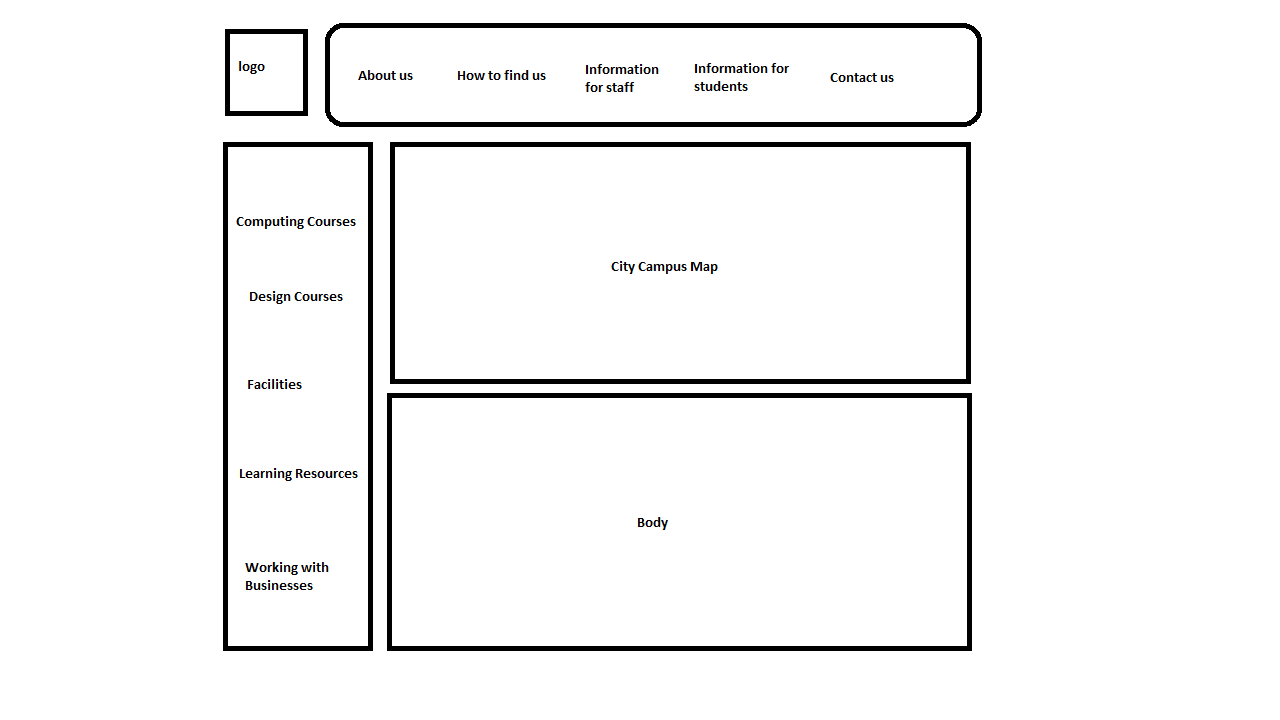 logo
About us
How to find us
Information
for staff
Information for
students
Contact us
Computing Courses
Design Courses
Facilities
Learning Resources
Working with
Businesses
City Campus Map
Body